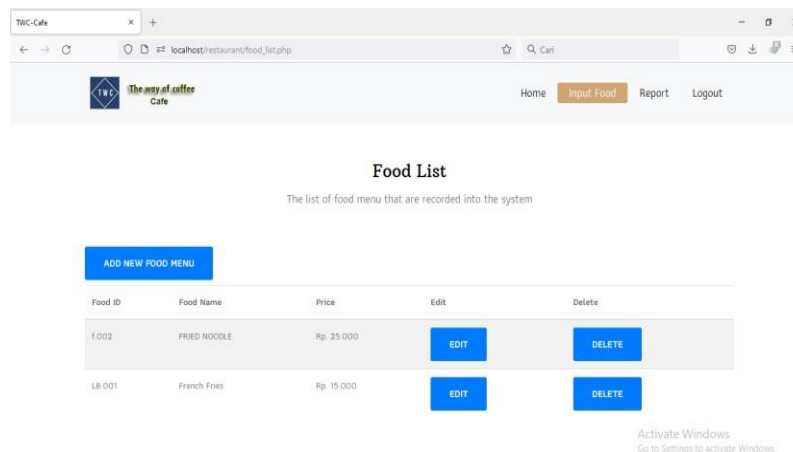 TWC-Cafe
localhost/restaurant/food_list.php
Cari
TWC
The way of coffee
Cafe
Home
Input Food
Report
Logout
Food List
The list of food menu that are recorded into the system
ADD NEW FOOD MENU
Food ID Food Name Price Edit Delete
f.002 FRIED NOODLE Rp. 25.000 EDIT DELETE
LB.001 French Fries Rp. 15.000 EDIT DELETE
Activate Windows
Go to Settings to activate Windows.